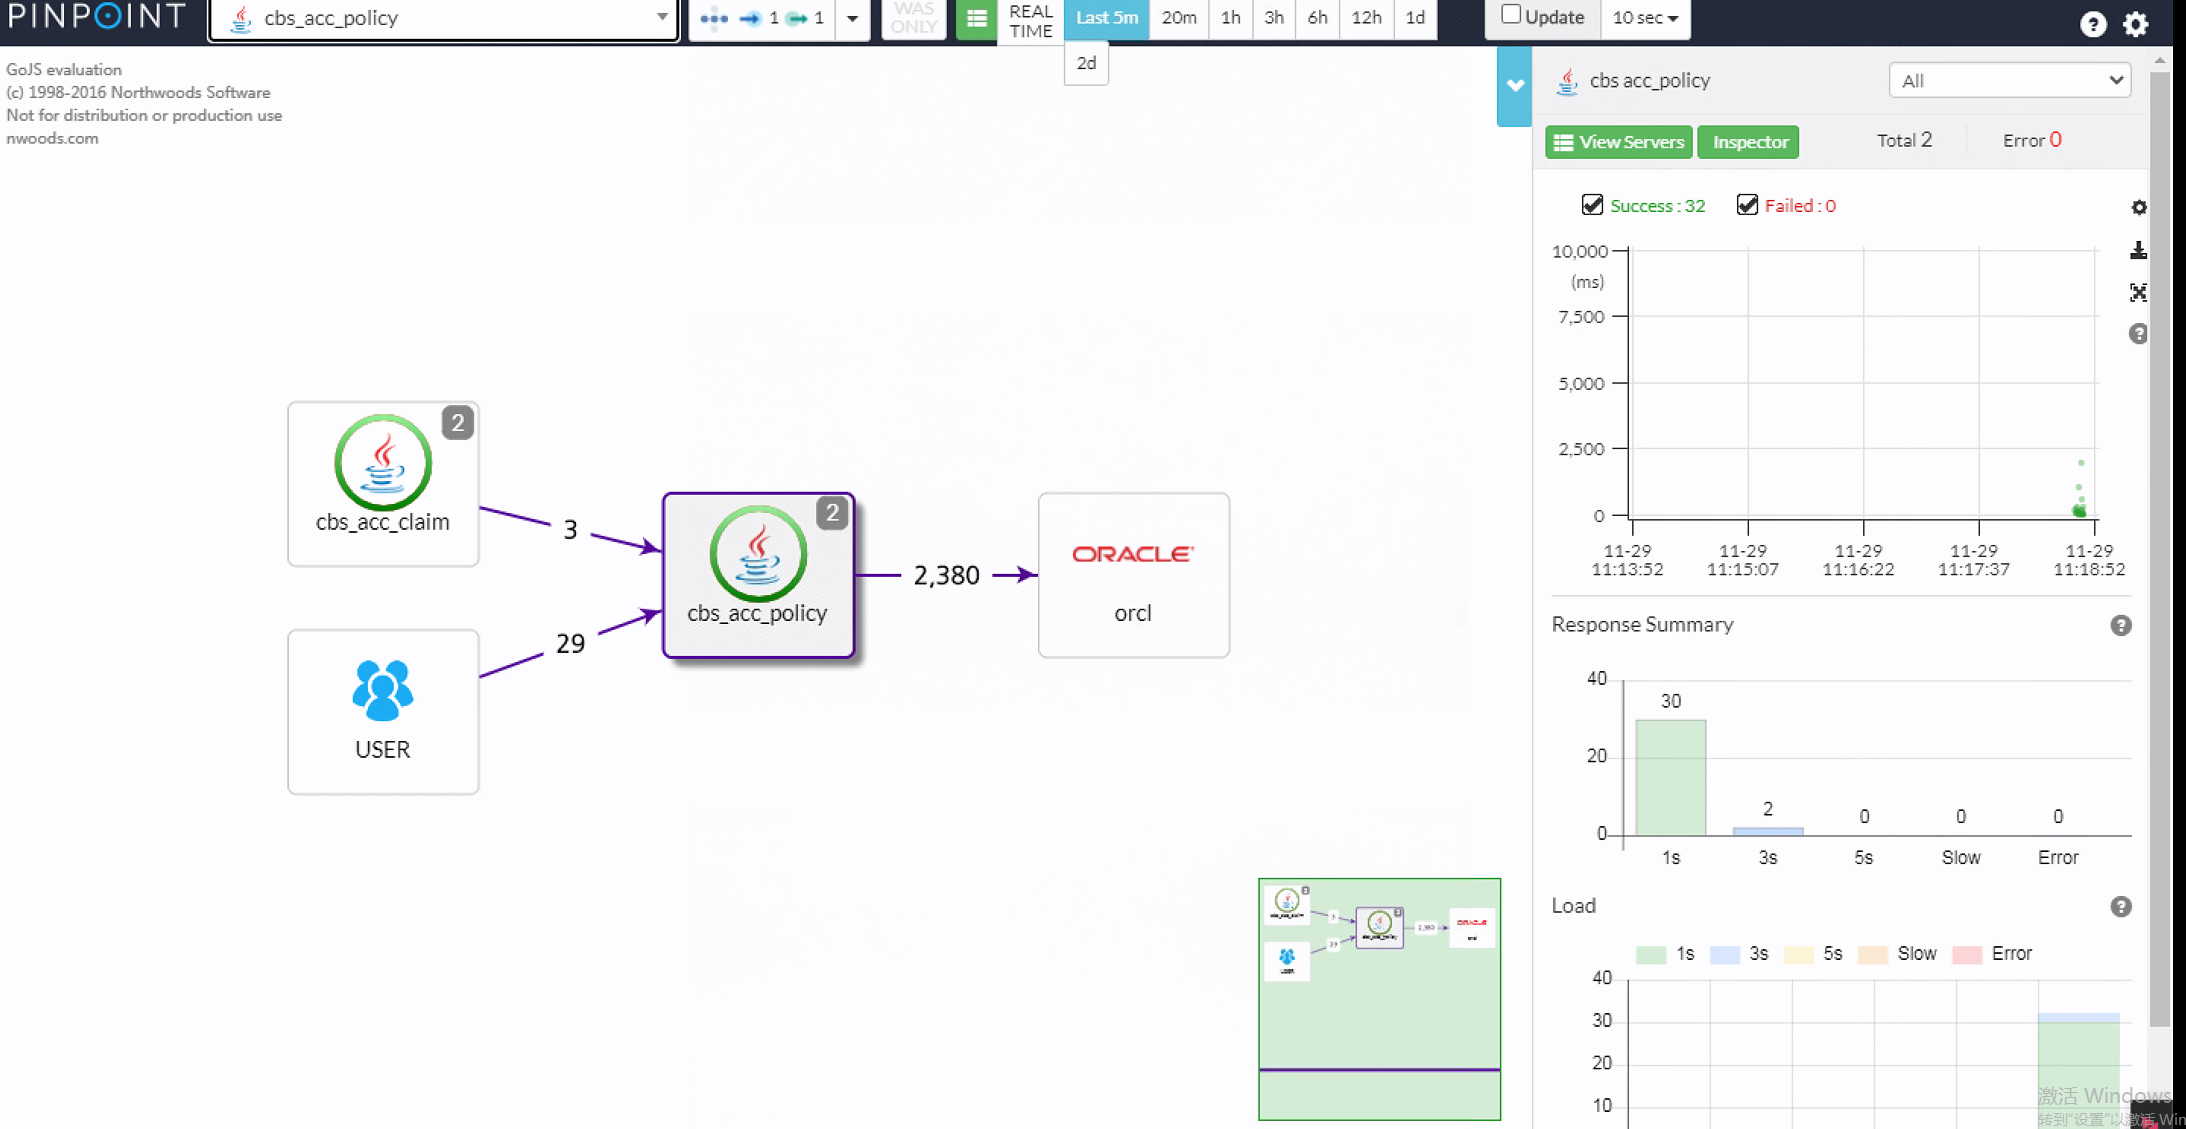 PINPOINT
cbs_acc_policy
1
1
WAS
ONLY
REAL
TIME
Last 5m
20m
1h
3h
6h
12h
1d
2d
Update
10 sec
GoJS evaluation
(c) 1998-2016 Northwoods Software
Not for distribution or production use
nwoods.com
2
cbs_acc_claim
3
2
cbs_acc_policy
2,380
ORACLE
orcl
29
USER
cbs acc_policy
All
View Servers
Inspector
Total 2
Error 0
Success : 32
Failed : 0
10,000
(ms)
7,500
5,000
2,500
0
11-29
11:13:52
11-29
11:15:07
11-29
11:16:22
11-29
11:17:37
11-29
11:18:52
Response Summary
40
20
0
30
2
0
0
0
1s
3s
5s
Slow
Error
Load
1s
3s
5s
Slow
Error
40
30
20
10
激活 Windows
转到"设置"以激活 Win